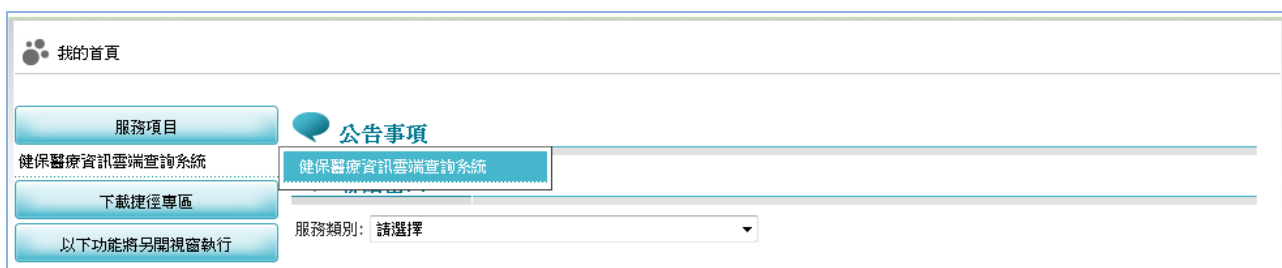 我的首頁
服務項目
公告事項
健保醫療資訊雲端查詢系統
健保醫療資訊雲端查詢系統
下載捷徑專區
服務類別: 請選擇
以下功能將另開視窗執行